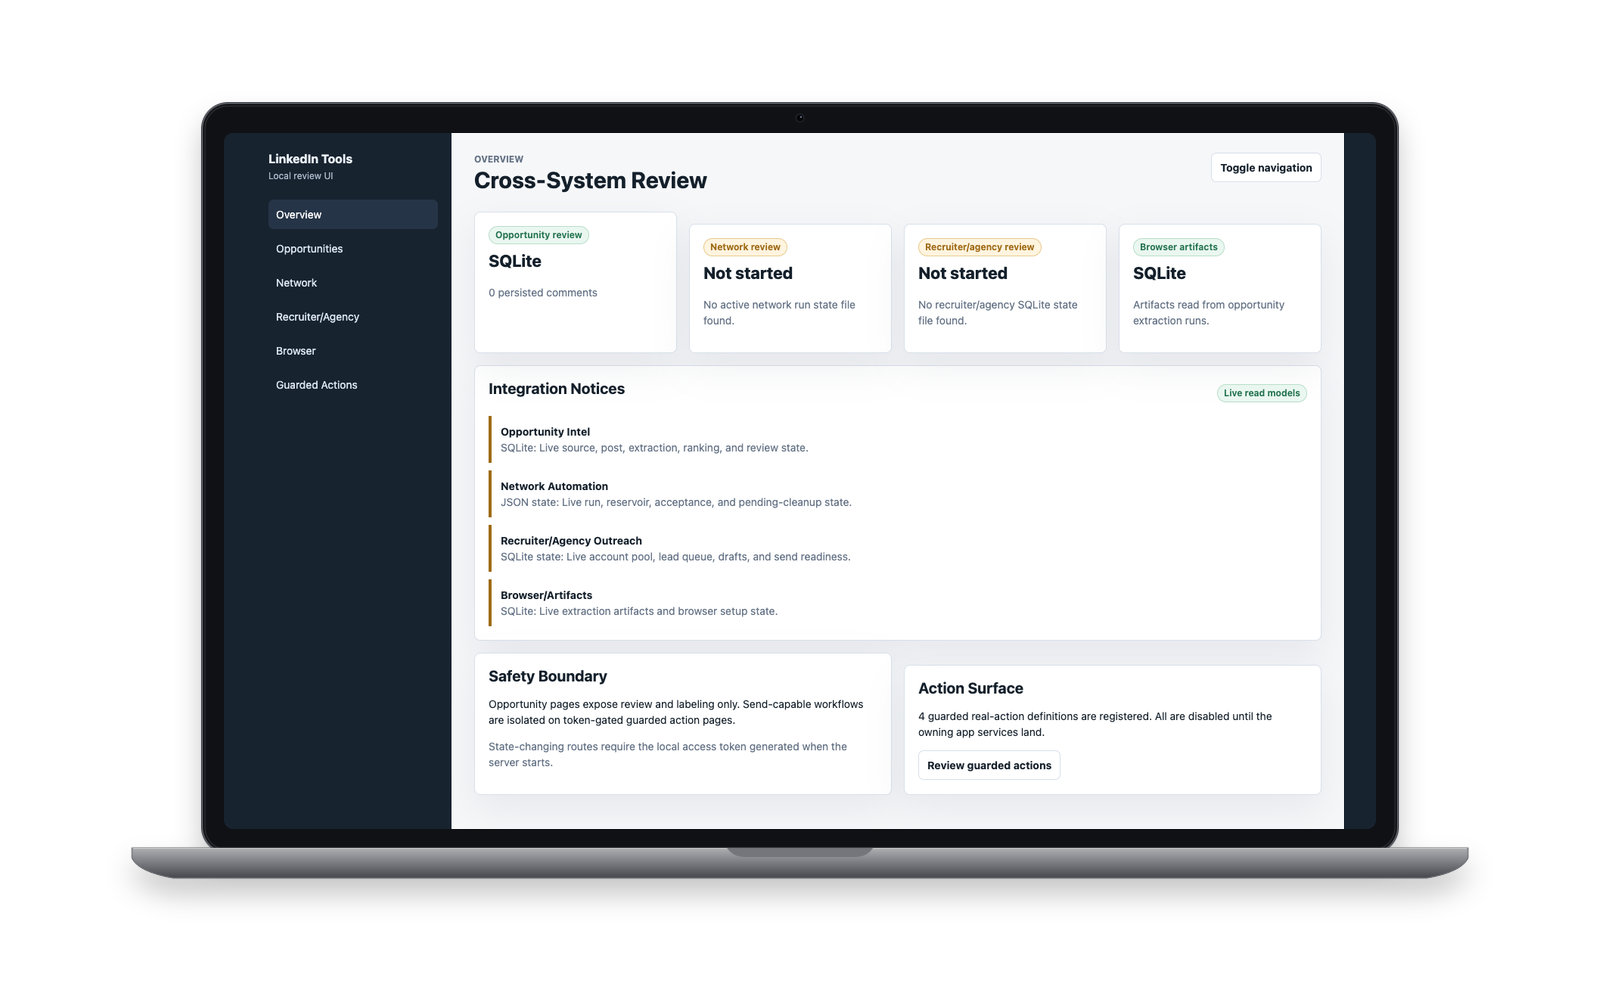 LinkedIn Tools
Local review UI
Overview
Opportunities
Network
Recruiter/Agency
Browser
Guarded Actions
OVERVIEW
Cross-System Review
Toggle navigation
Opportunity review
SQLite
0 persisted comments
Network review
Not started
No active network run state file
found.
Recruiter/agency review
Not started
No recruiter/agency SQLite state
file found.
Browser artifacts
SQLite
Artifacts read from opportunity
extraction runs.
Integration Notices
Live read models
Opportunity Intel
SQLite: Live source, post, extraction, ranking, and review state.
Network Automation
JSON state: Live run, reservoir, acceptance, and pending-cleanup state.
Recruiter/Agency Outreach
SQLite state: Live account pool, lead queue, drafts, and send readiness.
Browser/Artifacts
SQLite: Live extraction artifacts and browser setup state.
Safety Boundary
Opportunity pages expose review and labeling only. Send-capable workflows
are isolated on token-gated guarded action pages.
State-changing routes require the local access token generated when the
server starts.
Action Surface
4 guarded real-action definitions are registered. All are disabled until the
owning app services land.
Review guarded actions